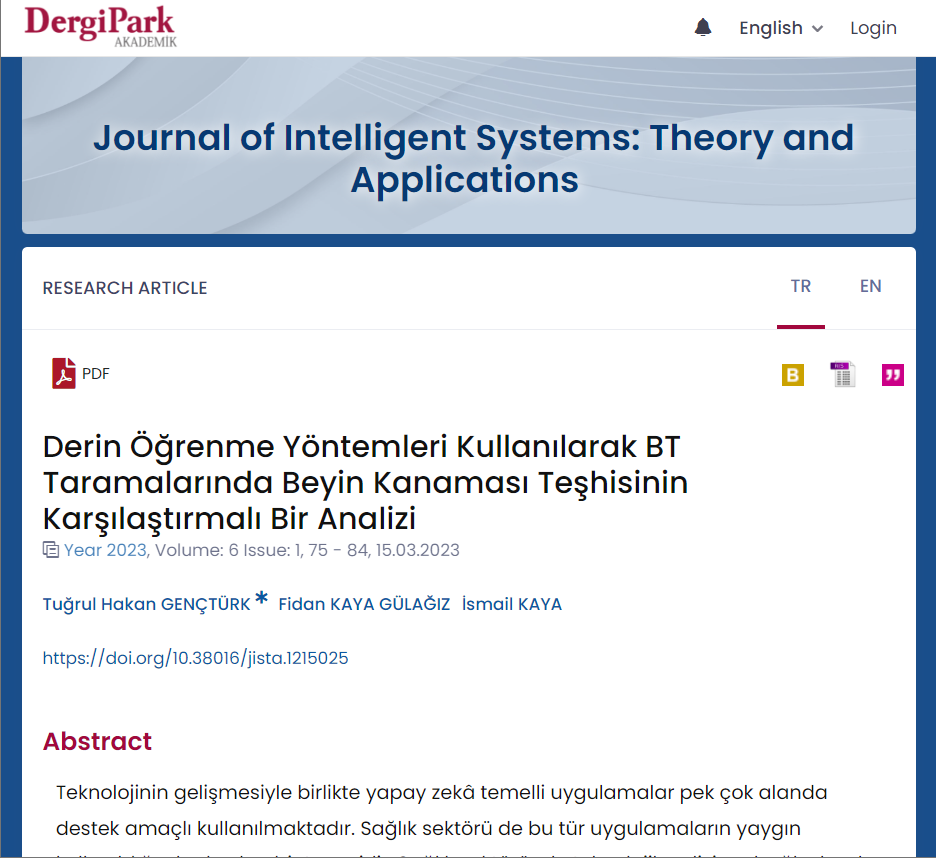 DergiPark
AKADEMİK
English
Login
Journal of Intelligent Systems: Theory and
Applications
RESEARCH ARTICLE
TR
EN
PDF
B
RIS
Derin Öğrenme Yöntemleri Kullanılarak BT
Taramalarında Beyin Kanaması Teşhisinin
Karşılaştırmalı Bir Analizi
Year 2023, Volume: 6 Issue: 1, 75 - 84, 15.03.2023
Tuğrul Hakan GENÇTÜRK * Fidan KAYA GÜLAĞIZ İsmail KAYA
https://doi.org/10.38016/jista.1215025
Abstract
Teknolojinin gelişmesiyle birlikte yapay zekâ temelli uygulamalar pek çok alanda
destek amaçlı kullanılmaktadır. Sağlık sektörü de bu tür uygulamaların yaygın